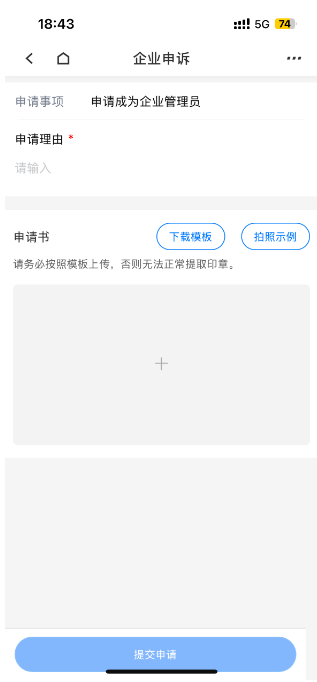 18:43
5G
74
企业申诉
申请事项 申请成为企业管理员
申请理由 *
请输入
申请书
下载模板
拍照示例
请务必按照模板上传，否则无法正常提取印章。
提交申请